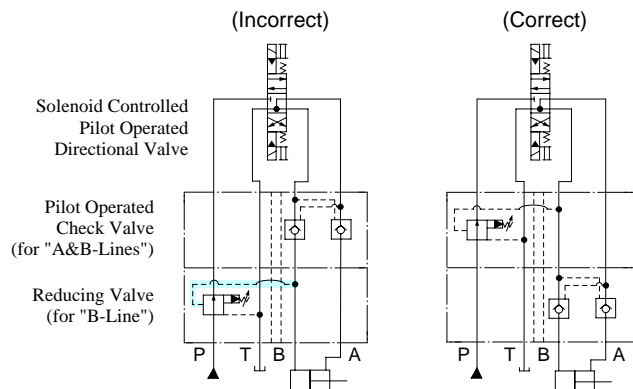 (Incorrect)
(Correct)
Solenoid Controlled
Pilot Operated
Directional Valve
Pilot Operated
Check Valve
(for "A&B-Lines")
Reducing Valve
(for "B-Line")
P T B A
P T B A